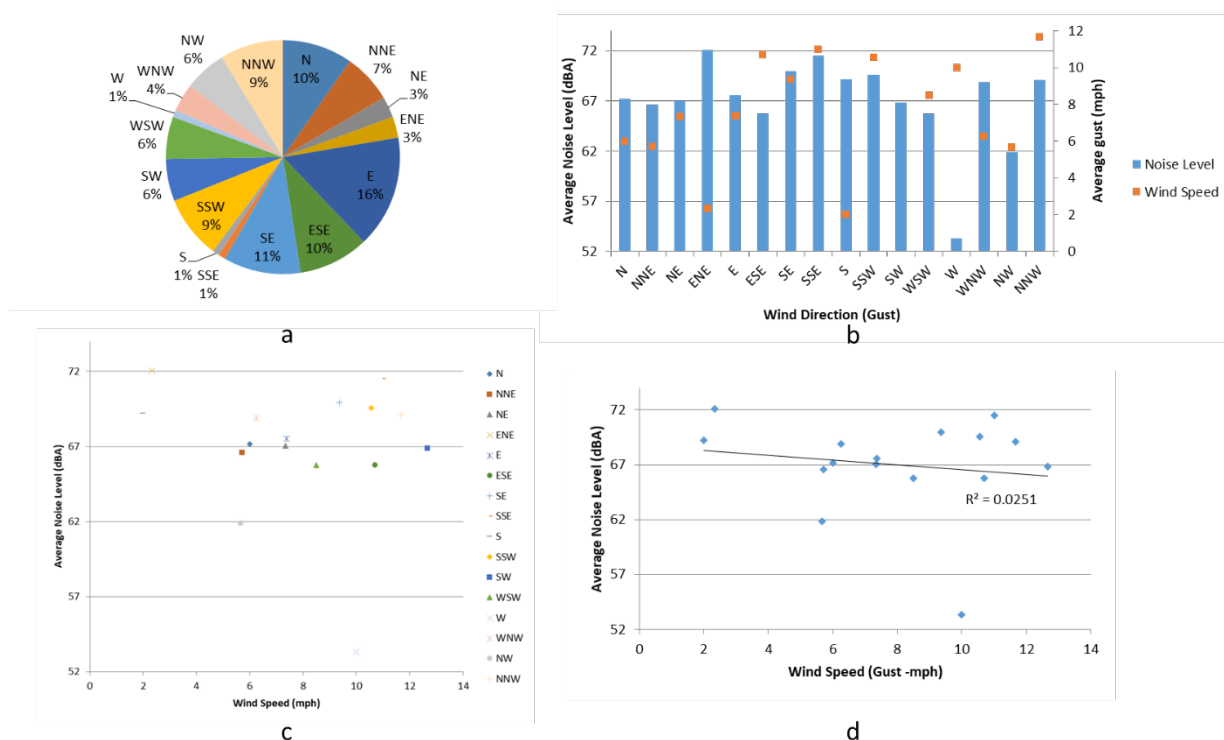 N
10%
NNE
7%
NE
3%
ENE
3%
E
16%
ESE
10%
SE
11%
SSE
1%
S
1%
SSW
9%
SW
6%
WSW
6%
W
1%
WNW
4%
NW
6%
NNW
9%
a
Average Noise Level (dBA)
72
67
62
57
52
12
10
8
6
4
2
0
Average gust (mph)
N
NNE
NE
ENE
E
ESE
SE
SSE
S
SSW
SW
WSW
W
WNW
NW
NNW
Wind Direction (Gust)
Noise Level
Wind Speed
b
Average Noise Level (dBA)
72
67
62
57
52
0 2 4 6 8 10 12 14
Wind Speed (mph)
N
NNE
NE
ENE
E
ESE
SE
SSE
S
SSW
SW
WSW
W
WNW
NW
NNW
c
Average Noise Level (dBA)
72
67
62
57
52
R² = 0.0251
0 2 4 6 8 10 12 14
Wind Speed (Gust -mph)
d